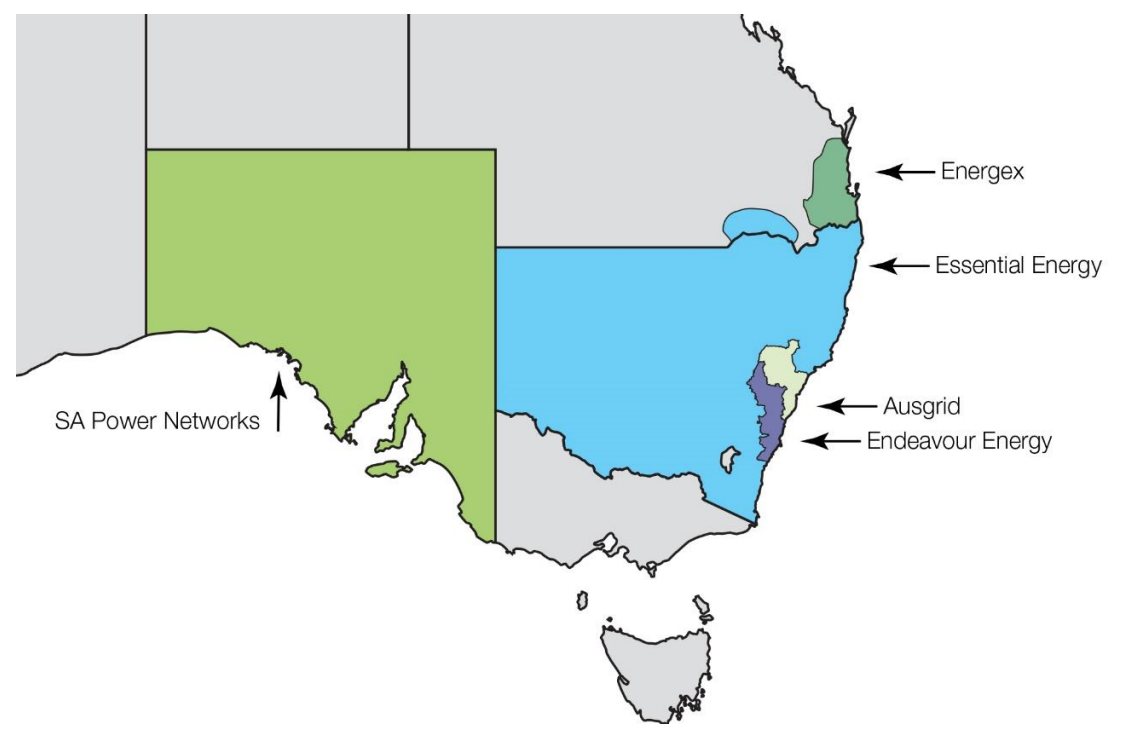 Energex
Essential Energy
SA Power Networks
Ausgrid
Endeavour Energy